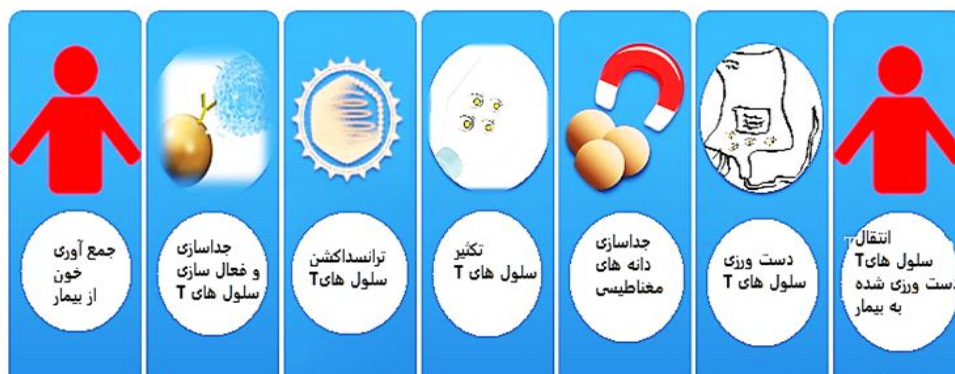 جمع آوری
خون
از بیمار
جداسازی
و فعال سازی
سلول های T
ترانسداکشن
سلول هایT
تکثیر
سلول های T
جداسازی
دانه های
مغناطیسی
دست ورزی
سلول های T
انتقال
سلول هایT
دست ورزی شده
به بیمار